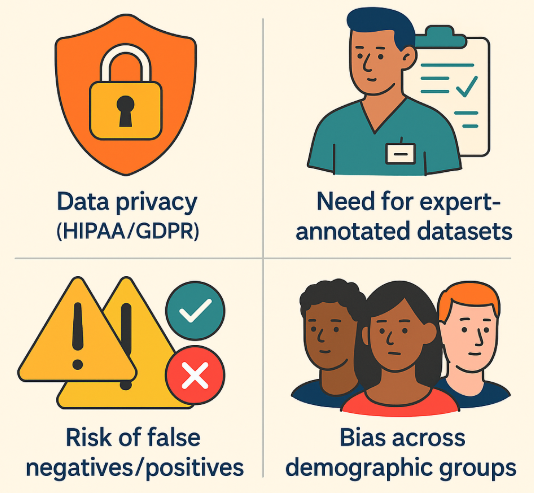 Data privacy
(HIPAA/GDPR)
Need for expert-
annotated datasets
Risk of false
negatives/positives
Bias across
demographic groups